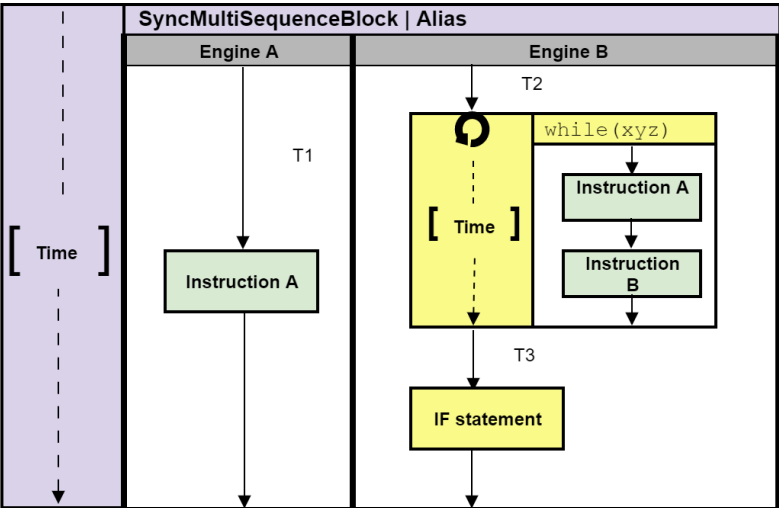 SyncMultiSequenceBlock | Alias
Engine A
Engine B
T2
while(xyz)
T1
Instruction A
[ Time ]
[ Time ]
Instruction A
Instruction
B
T3
IF statement